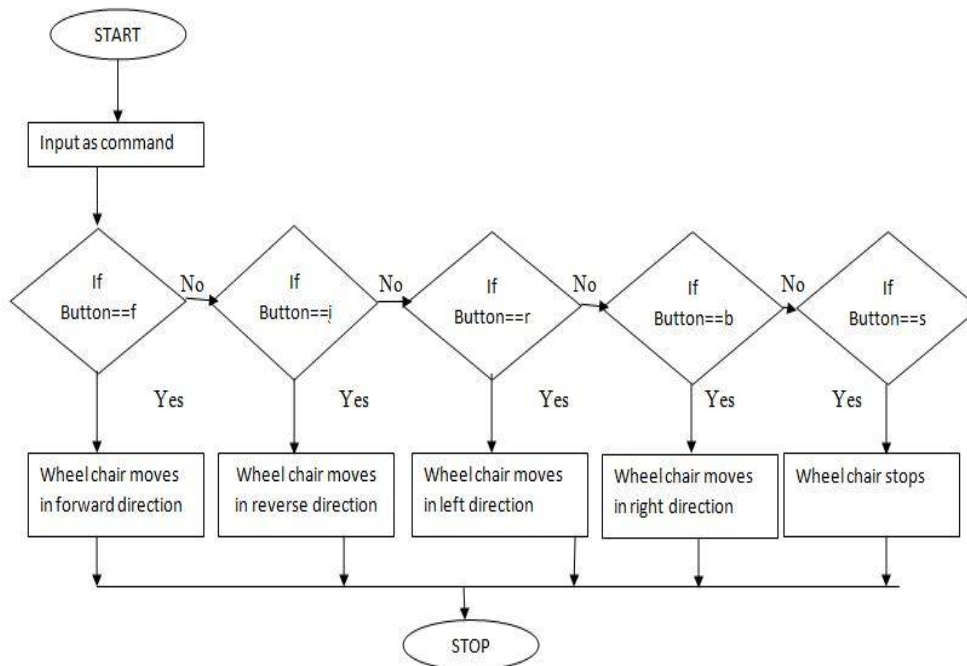 START
Input as command
If
Button==f
No
If
Button==i
No
If
Button==r
No
If
Button==b
No
If
Button==s
Yes
Yes
Yes
Yes
Yes
Wheel chair moves
in forward direction
Wheel chair moves
in reverse direction
Wheel chair moves
in left direction
Wheel chair moves
in right direction
Wheel chair stops
STOP